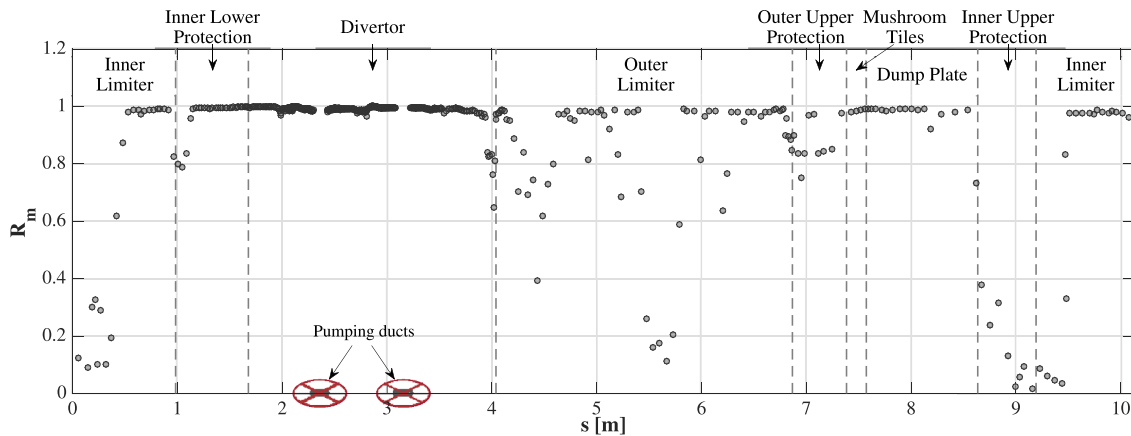 Inner Lower
Protection
Divertor
Outer Upper
Protection
Mushroom
Tiles
Inner Upper
Protection
Inner
Limiter
Outer
Limiter
Dump Plate
Inner
Limiter
1.2
1
0.8
0.6
0.4
0.2
0
R_m
Pumping ducts
0 1 2 3 4 5 6 7 8 9 10
s [m]